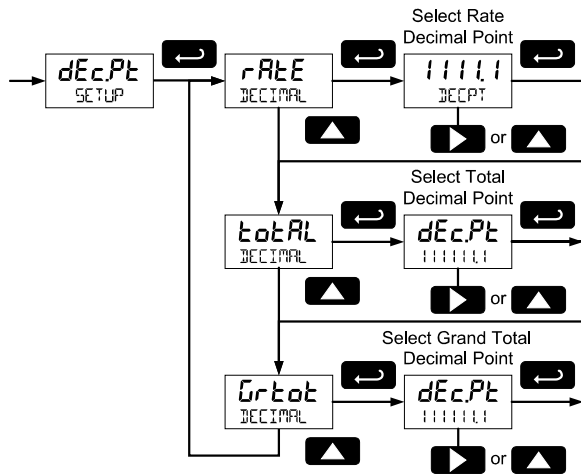 Select Rate
Decimal Point
dEc.Pt
SETUP
rAtE
DECIMAL
1111.1
DECPT
or
Select Total
Decimal Point
totAL
DECIMAL
dEc.Pt
111111.1
or
Select Grand Total
Decimal Point
Grtot
DECIMAL
dEc.Pt
111111.1
or